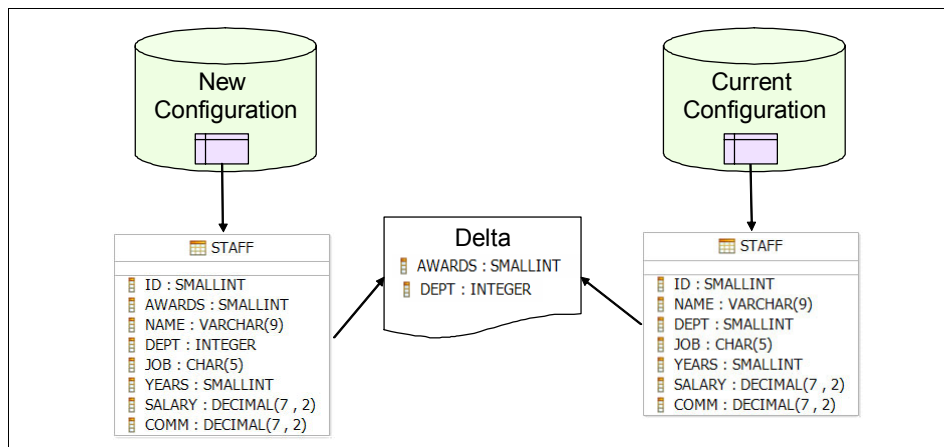 New
Configuration
STAFF
ID : SMALLINT
AWARDS : SMALLINT
NAME : VARCHAR(9)
DEPT : INTEGER
JOB : CHAR(5)
YEARS : SMALLINT
SALARY : DECIMAL(7 , 2)
COMM : DECIMAL(7 , 2)
Delta
AWARDS : SMALLINT
DEPT : INTEGER
Current
Configuration
STAFF
ID : SMALLINT
NAME : VARCHAR(9)
DEPT : SMALLINT
JOB : CHAR(5)
YEARS : SMALLINT
SALARY : DECIMAL(7 , 2)
COMM : DECIMAL(7 , 2)